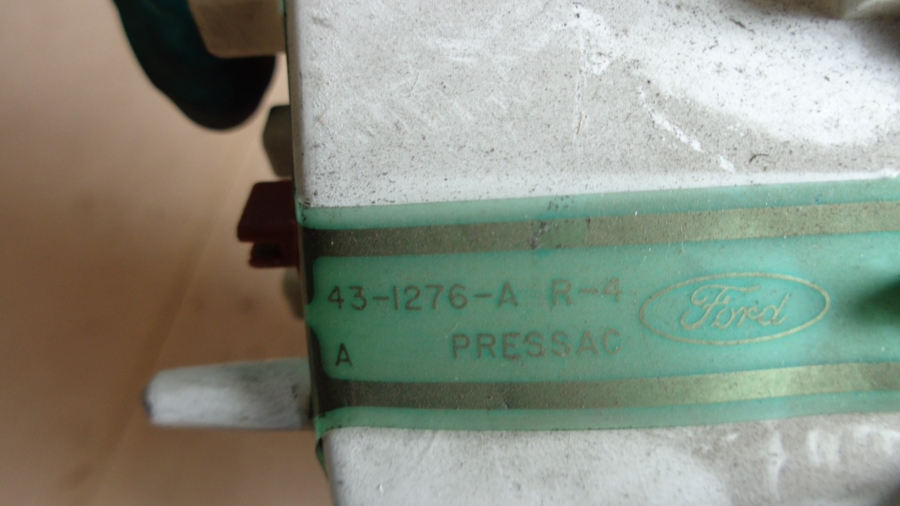 43-1276-A R-4
Ford
PRESSAC
A